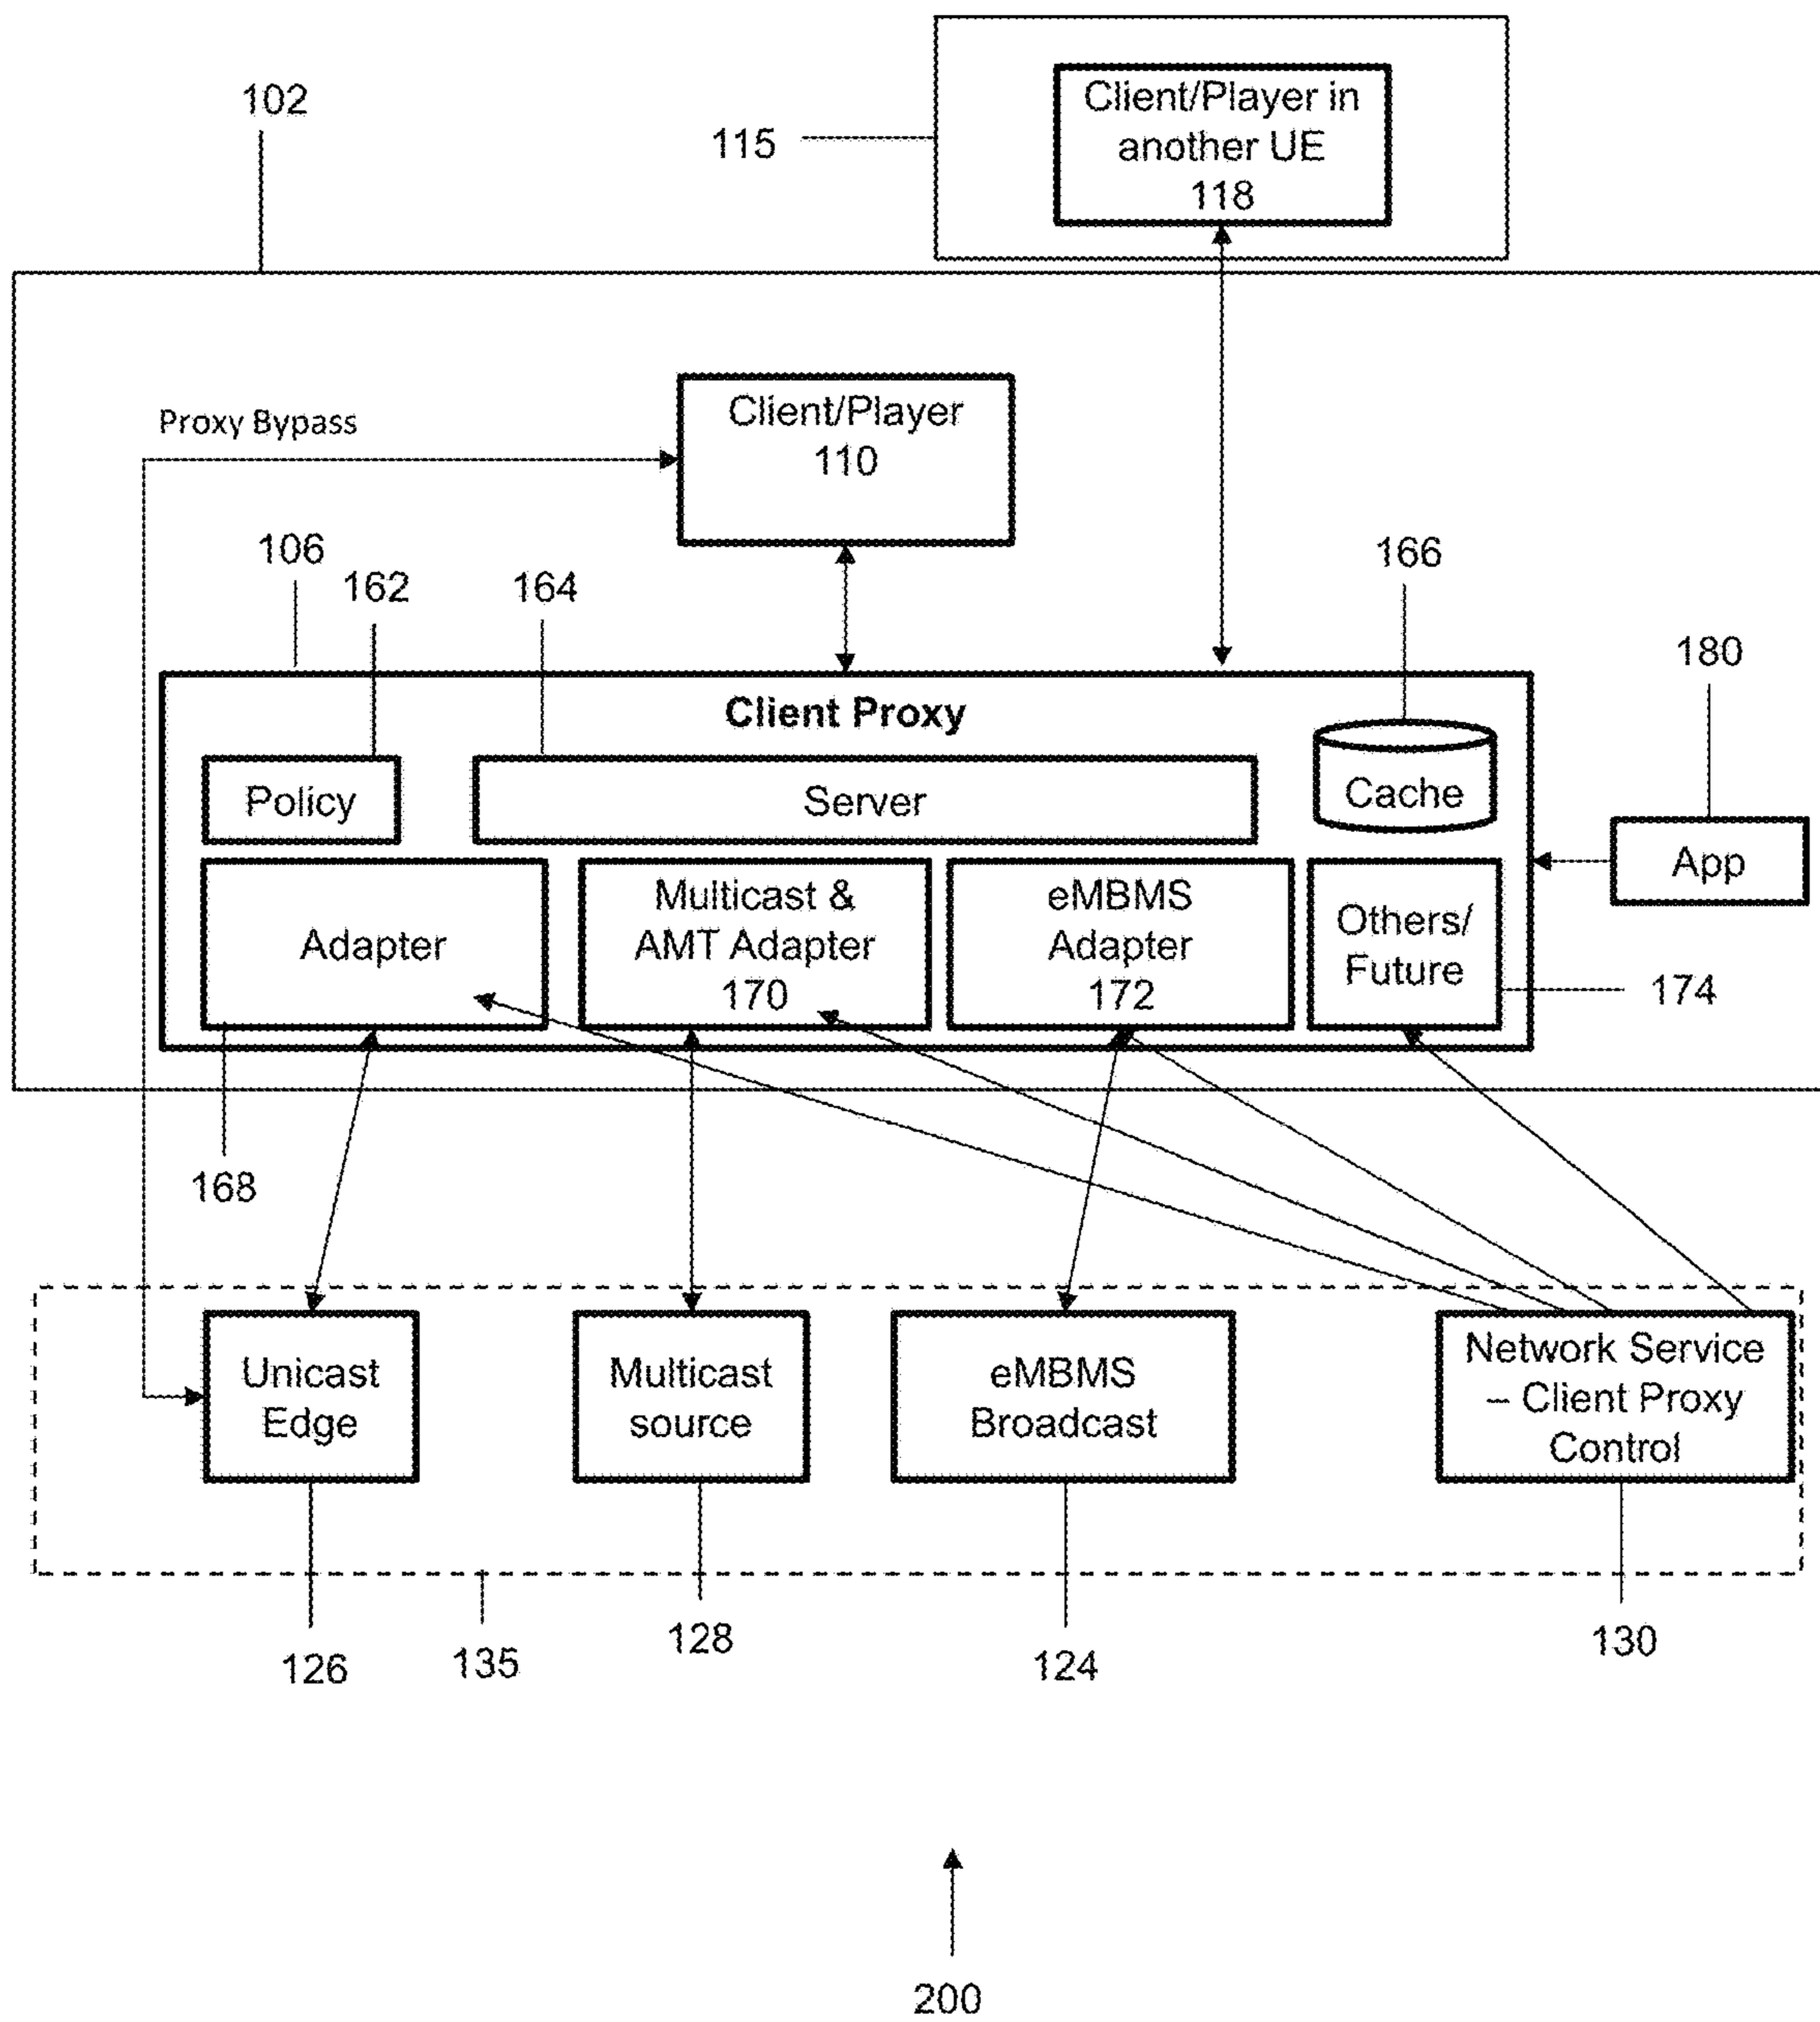 102
115
Client/Player in
another UE
118
Proxy Bypass
Client/Player
110
106
162
164
166
180
Client Proxy
Policy
Server
Cache
App
Adapter
Multicast &
AMT Adapter
170
eMBMS
Adapter
172
Others/
Future
174
168
Unicast
Edge
Multicast
source
eMBMS
Broadcast
Network Service
– Client Proxy
Control
126
135
128
124
130
200